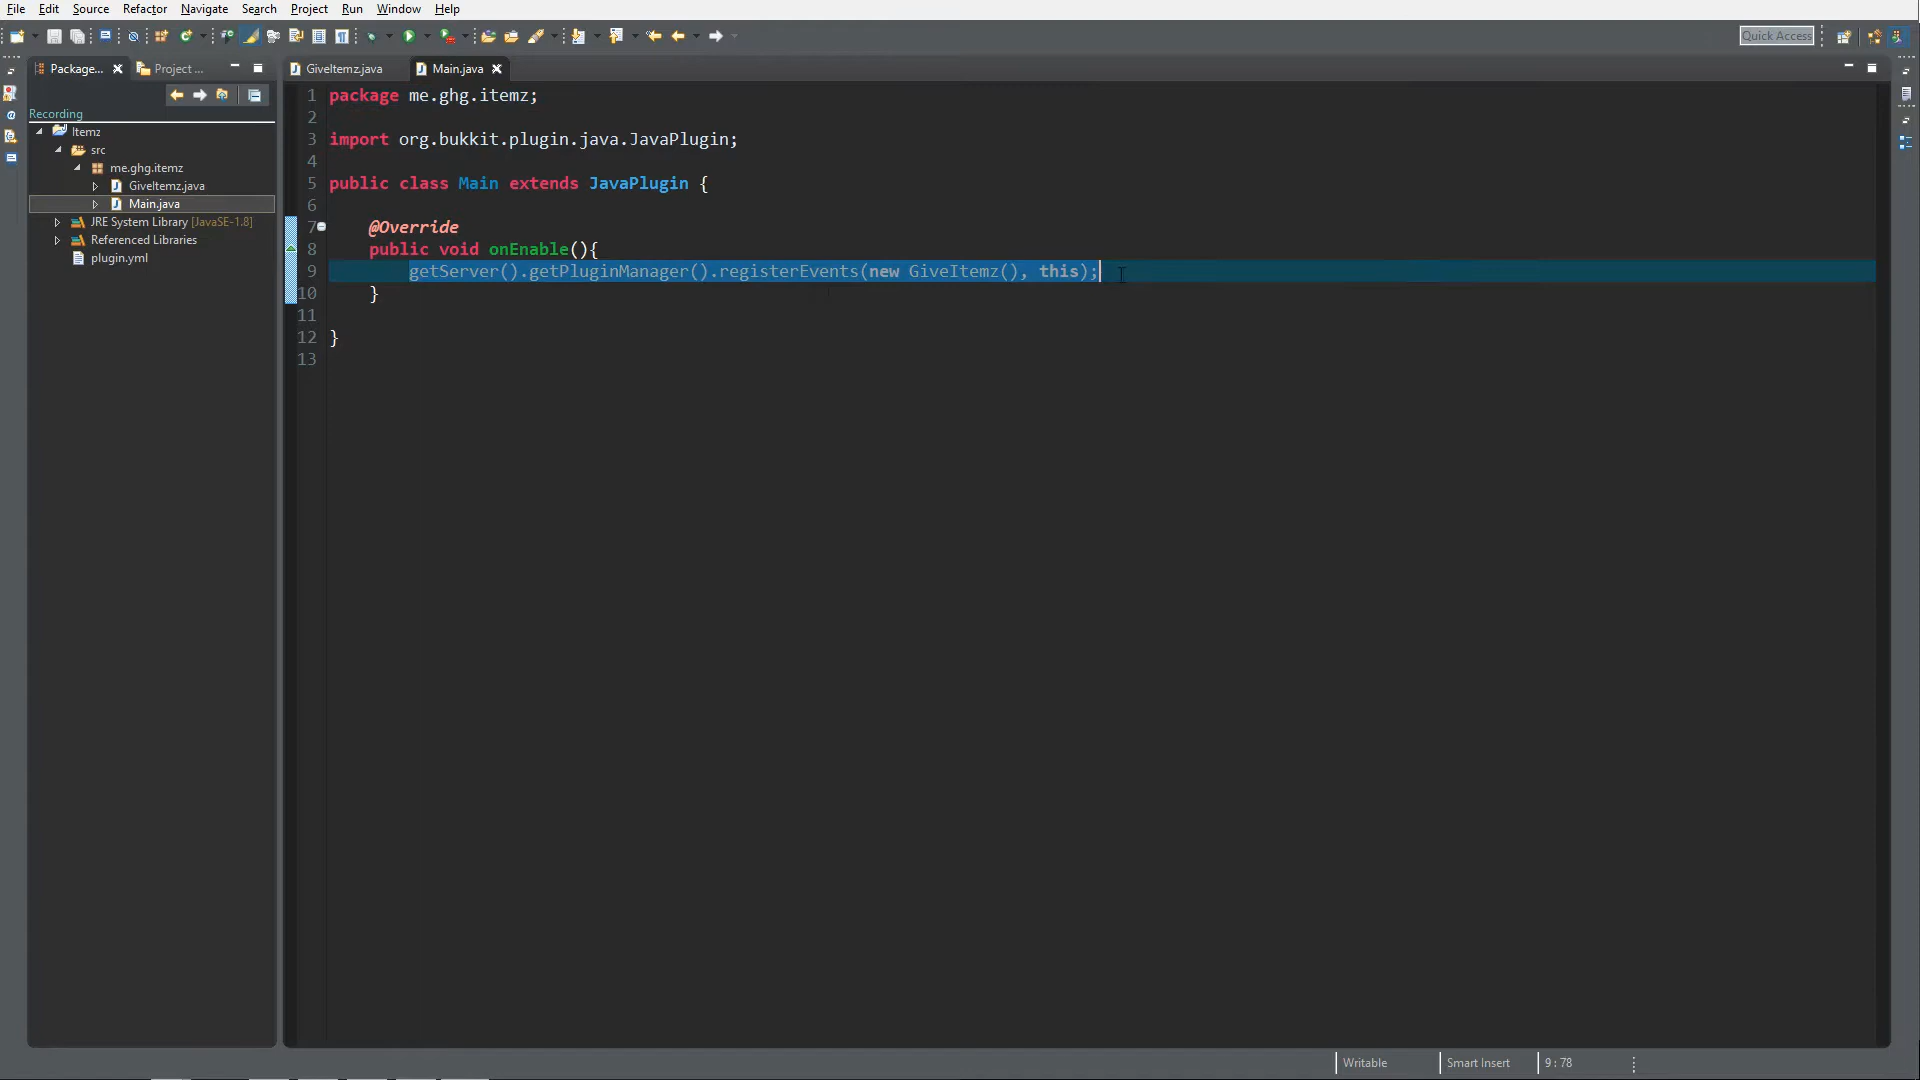 File Edit Source Refactor Navigate Search Project Run Window Help
Quick Access
Package...
Project ...
GiveItemz.java
Main.java
Recording
Itemz
src
me.ghg.itemz
GiveItemz.java
Main.java
JRE System Library [JavaSE-1.8]
Referenced Libraries
plugin.yml
1 package me.ghg.itemz;
2
3 import org.bukkit.plugin.java.JavaPlugin;
4
5 public class Main extends JavaPlugin {
6
7 @Override
8 public void onEnable(){
9 getServer().getPluginManager().registerEvents(new GiveItemz(), this);
10 }
11
12 }
13
Writable Smart Insert 9 : 78